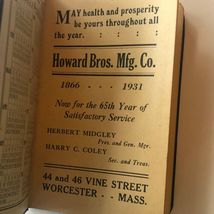 MAY health and prosperity
be yours throughout all
the year. : : : :
Howard Bros. Mfg. Co.
1866 . . . 1931
Now for the 65th Year of
Satisfactory Service
HERBERT MIDGLEY
Pres. and Gen. Mgr.
HARRY C. COLEY
Sec. and Treas.
44 and 46 VINE STREET
WORCESTER - - MASS.